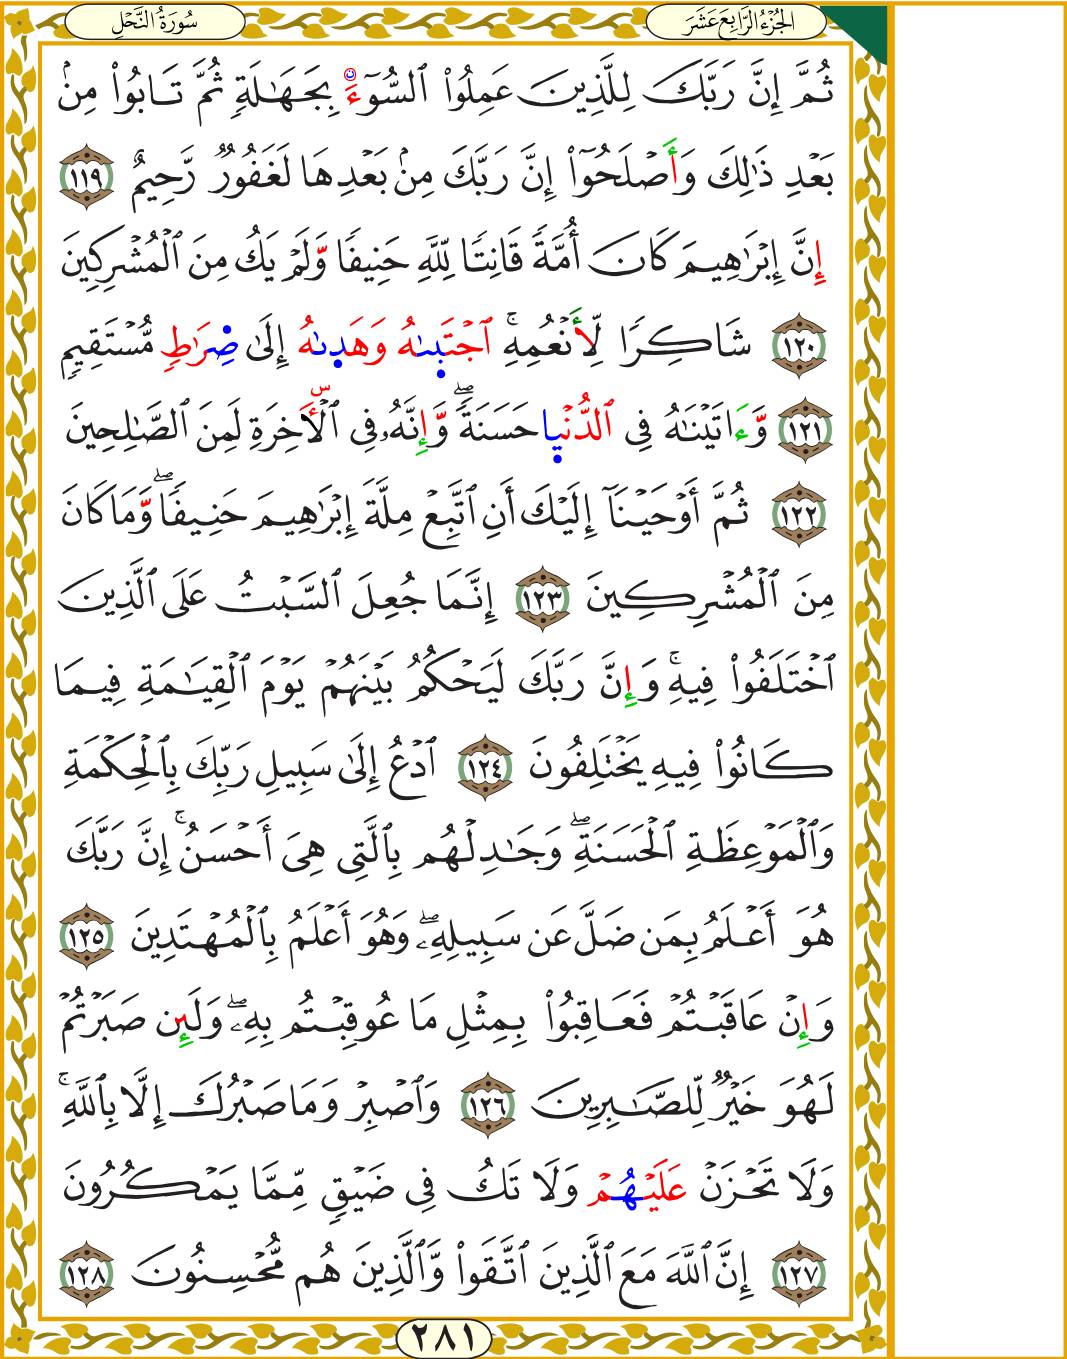 الجُزْءُ الرَّابِعَ عَشَرَ
سُورَةُ النَّحْلِ
ثُمَّ إِنَّ رَبَّكَ لِلَّذِينَ عَمِلُوا۟ ٱلسُّوٓءَ بِجَهَـٰلَةٍ ثُمَّ تَابُوا۟ مِنۢ
بَعْدِ ذَٰلِكَ وَأَصْلَحُوٓا۟ إِنَّ رَبَّكَ مِنۢ بَعْدِهَا لَغَفُورٌ رَّحِيمٌ ١١٩
إِنَّ إِبْرَٰهِيمَ كَانَ أُمَّةً قَانِتًا لِّلَّهِ حَنِيفًا وَّلَمْ يَكُ مِنَ ٱلْمُشْرِكِينَ
١٢٠ شَاكِرًا لِّأَنْعُمِهِ ۚ ٱجْتَبَىٰهُ وَهَدَىٰهُ إِلَىٰ صِرَٰطٍ مُّسْتَقِيمٍ
١٢١ وَّءَاتَيْنَـٰهُ فِى ٱلدُّنْيَا حَسَنَةً ۖ وَّإِنَّهُۥ فِى ٱلْـَٔاخِرَةِ لَمِنَ ٱلصَّـٰلِحِينَ
١٢٢ ثُمَّ أَوْحَيْنَآ إِلَيْكَ أَنِ ٱتَّبِعْ مِلَّةَ إِبْرَٰهِيمَ حَنِيفًا ۖ وَّمَا كَانَ
مِنَ ٱلْمُشْرِكِينَ ١٢٣ إِنَّمَا جُعِلَ ٱلسَّبْتُ عَلَى ٱلَّذِينَ
ٱخْتَلَفُوا۟ فِيهِ ۚ وَإِنَّ رَبَّكَ لَيَحْكُمُ بَيْنَهُمْ يَوْمَ ٱلْقِيَـٰمَةِ فِيمَا
كَانُوا۟ فِيهِ يَخْتَلِفُونَ ١٢٤ ٱدْعُ إِلَىٰ سَبِيلِ رَبِّكَ بِٱلْحِكْمَةِ
وَٱلْمَوْعِظَةِ ٱلْحَسَنَةِ ۖ وَجَـٰدِلْهُم بِٱلَّتِى هِىَ أَحْسَنُ ۚ إِنَّ رَبَّكَ
هُوَ أَعْلَمُ بِمَن ضَلَّ عَن سَبِيلِهِۦ ۖ وَهُوَ أَعْلَمُ بِٱلْمُهْتَدِينَ ١٢٥
وَإِنْ عَاقَبْتُمْ فَعَاقِبُوا۟ بِمِثْلِ مَا عُوقِبْتُم بِهِۦ ۖ وَلَئِن صَبَرْتُمْ
لَهُوَ خَيْرٌ لِّلصَّـٰبِرِينَ ١٢٦ وَٱصْبِرْ وَمَا صَبْرُكَ إِلَّا بِٱللَّهِ ۚ
وَلَا تَحْزَنْ عَلَيْهُمْ وَلَا تَكُ فِى ضَيْقٍ مِّمَّا يَمْكُرُونَ
١٢٧ إِنَّ ٱللَّهَ مَعَ ٱلَّذِينَ ٱتَّقَوا۟ وَّٱلَّذِينَ هُم مُّحْسِنُونَ ١٢٨
٢٨١